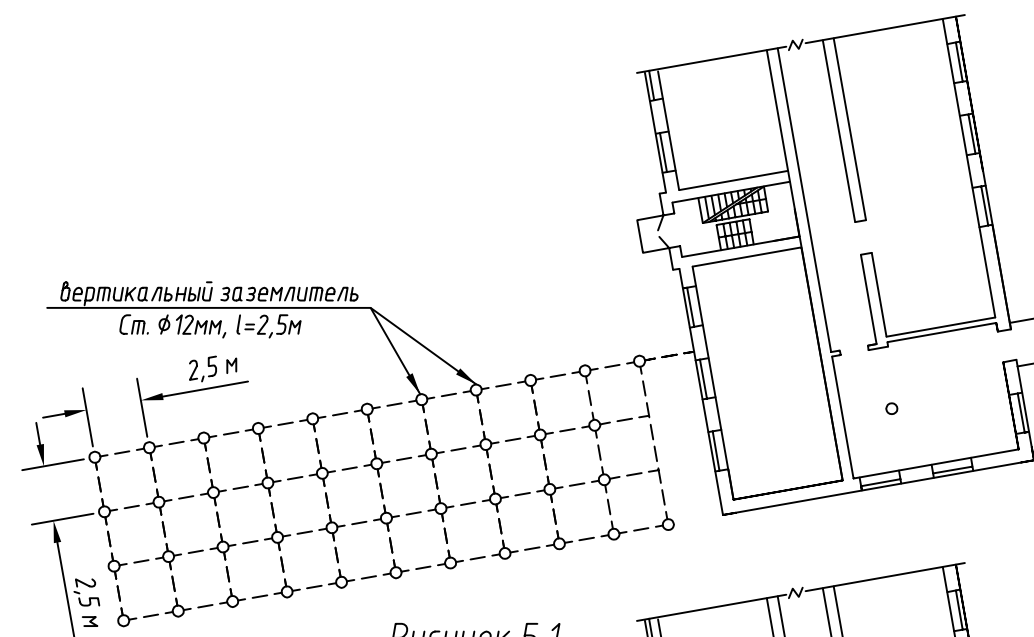 вертикальный заземлитель
Ст. ϕ12мм, l=2,5м
2,5 м
2,5 м
Рисунок 5.1